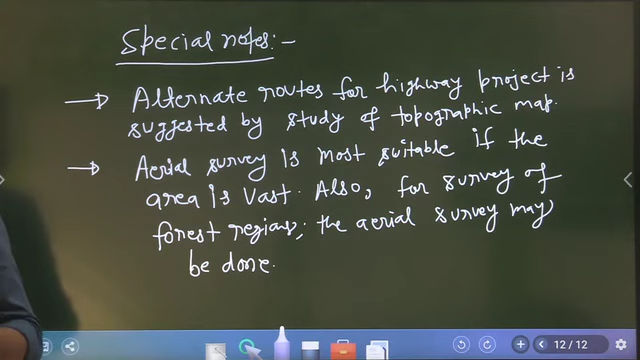 Special notes:-
→ Alternate routes for highway project is
suggested by study of topographic map.
→ Aerial survey is most suitable if the
area is vast. Also, for survey of
forest regions; the aerial survey may
be done.
12 / 12